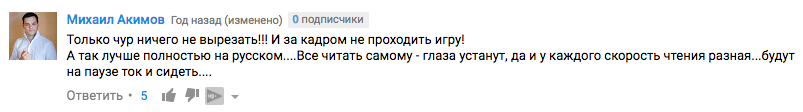 Михаил Акимов Год назад (изменено) 0 подписчики
Только чур ничего не вырезать!!! И за кадром не проходить игру!
А так лучше полностью на русском....Все читать самому - глаза устанут, да и у каждого скорость чтения разная...будут
на паузе ток и сидеть....
Ответить • 5